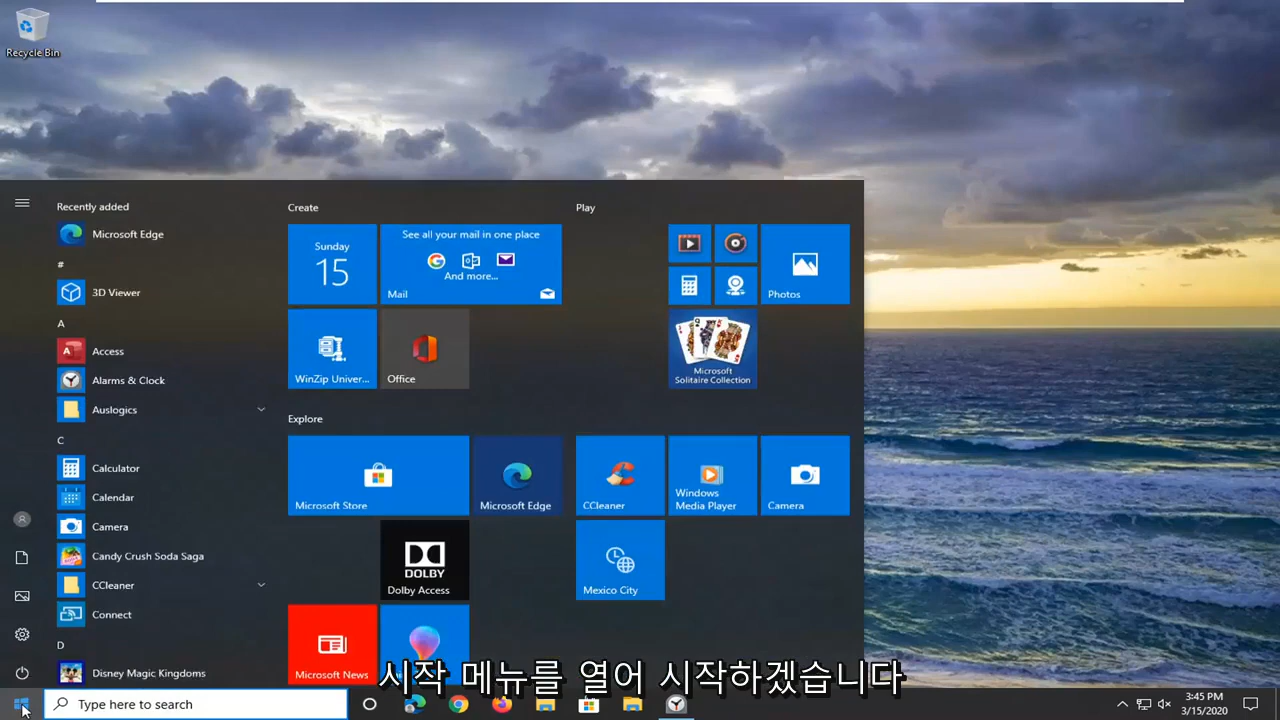 Recycle Bin
Recently added
Microsoft Edge
#
3D Viewer
A
Access
Alarms & Clock
Auslogics
C
Calculator
Calendar
Camera
Candy Crush Soda Saga
CCleaner
Connect
D
Disney Magic Kingdoms
Create
Sunday
15
See all your mail in one place
And more...
Mail
WinZip Univer...
Office
Explore
Microsoft Store
Microsoft Edge
DOLBY
Dolby Access
Microsoft News
Play
Photos
Microsoft
Solitaire Collection
CCleaner
Windows
Media Player
Camera
Mexico City
시작 메뉴를 열어 시작하겠습니다
Type here to search
3:45 PM
3/15/2020